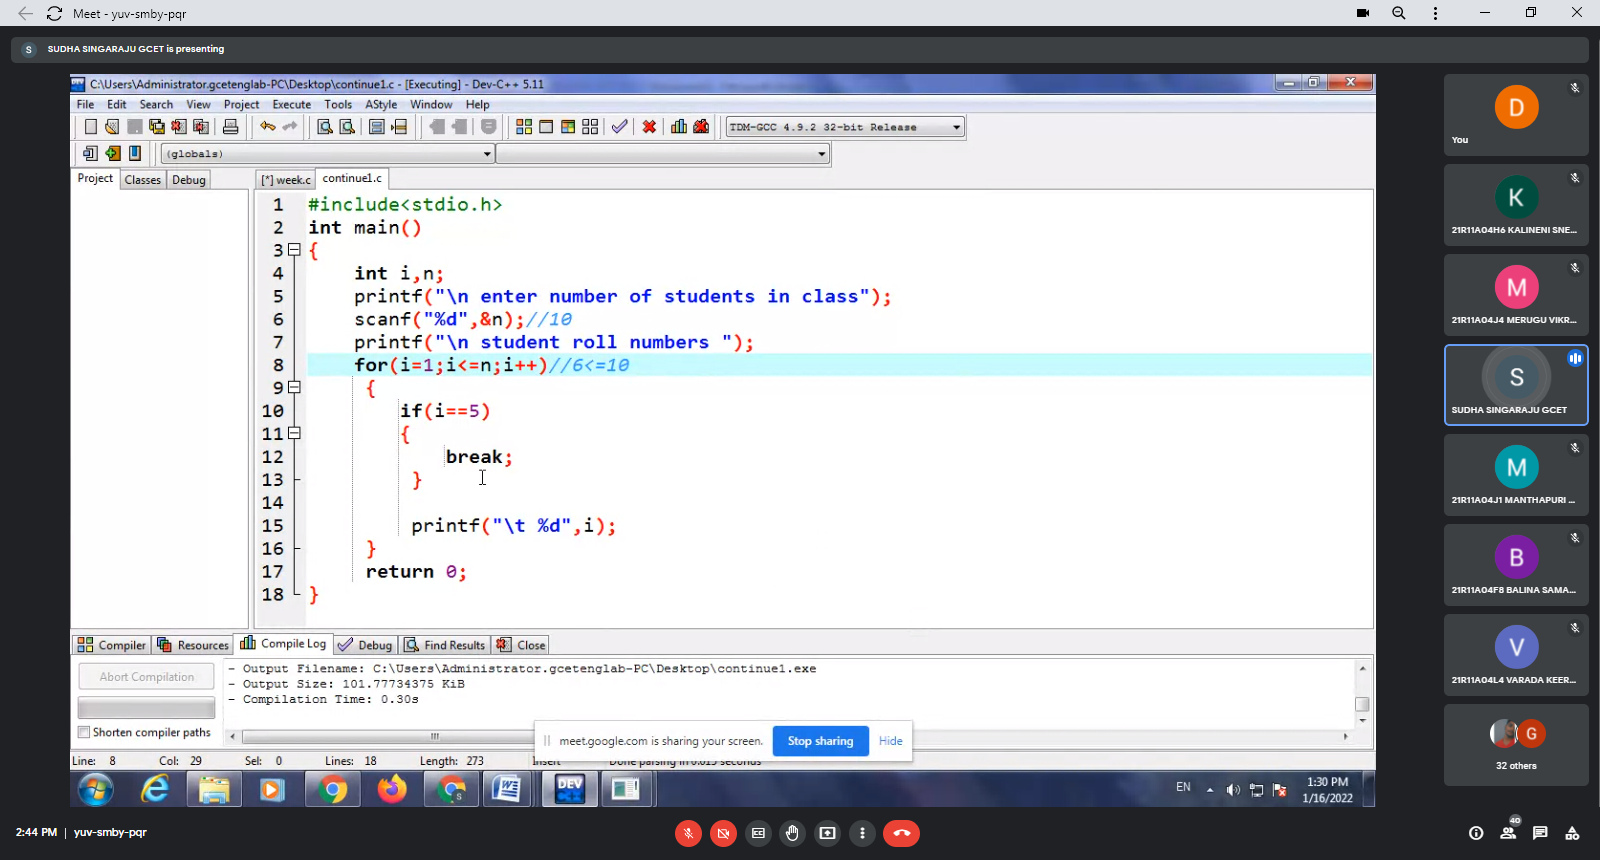 Meet - yuv-smby-pqr
S SUDHA SINGARAJU GCET is presenting
C:\Users\Administrator.gcetenglab-PC\Desktop\continue1.c - [Executing] - Dev-C++ 5.11
File Edit Search View Project Execute Tools AStyle Window Help
TDM-GCC 4.9.2 32-bit Release
(globals)
Project Classes Debug
[*] week.c continue1.c
1 #include<stdio.h>
2 int main()
3 {
4 int i,n;
5 printf("\n enter number of students in class");
6 scanf("%d",&n);//10
7 printf("\n student roll numbers ");
8 for(i=1;i<=n;i++)//6<=10
9 {
10 if(i==5)
11 {
12 break;
13 }
14
15 printf("\t %d",i);
16 }
17 return 0;
18 }
Compiler Resources Compile Log Debug Find Results Close
Abort Compilation
Shorten compiler paths
- Output Filename: C:\Users\Administrator.gcetenglab-PC\Desktop\continue1.exe
- Output Size: 101.77734375 KiB
- Compilation Time: 0.30s
meet.google.com is sharing your screen. Stop sharing Hide
Line: 8 Col: 29 Sel: 0 Lines: 18 Length: 273 Insert Done parsing in 0.015 seconds
DEV
S
EN
1:30 PM
1/16/2022
D
You
K
21R11A04H6 KALINENI SNE...
M
21R11A04J4 MERUGU VIKR...
S
SUDHA SINGARAJU GCET
M
21R11A04J1 MANTHAPURI ...
B
21R11A04F8 BALINA SAMA...
V
21R11A04L4 VARADA KEER...
G
32 others
2:44 PM | yuv-smby-pqr
40